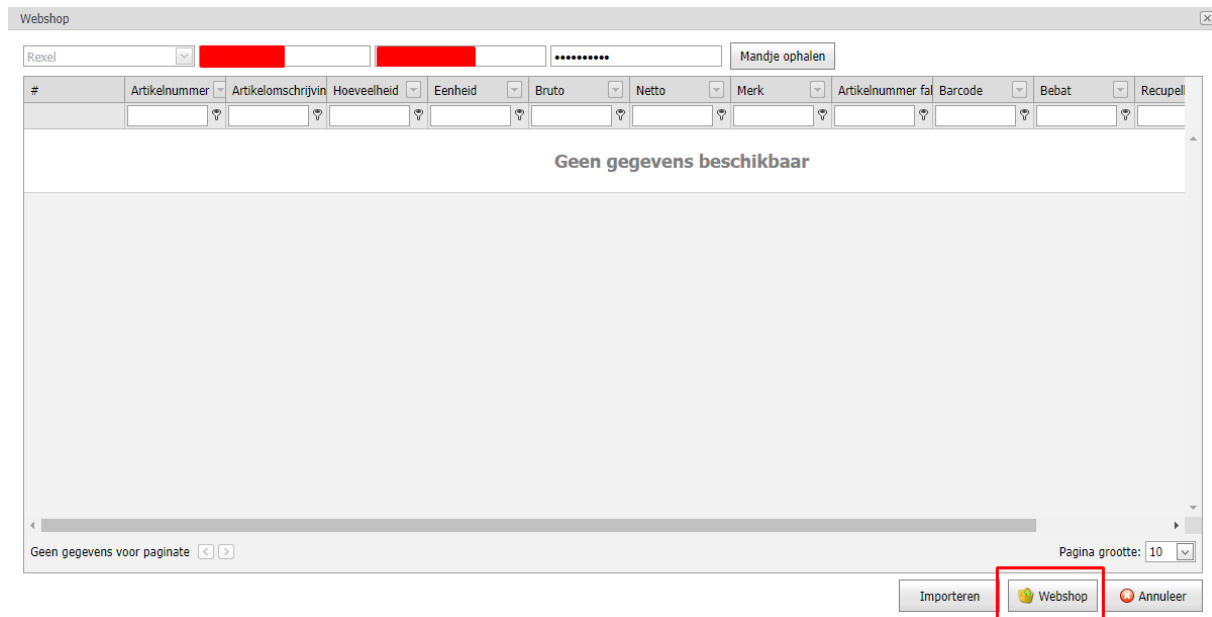 Webshop
Rexel •••••••••• Mandje ophalen
# Artikelnummer Artikelomschrijvin Hoeveelheid Eenheid Bruto Netto Merk Artikelnummer fal Barcode Bebat Recupell
Geen gegevens beschikbaar
Geen gegevens voor paginate < > Pagina grootte: 10
Importeren Webshop Annuleer